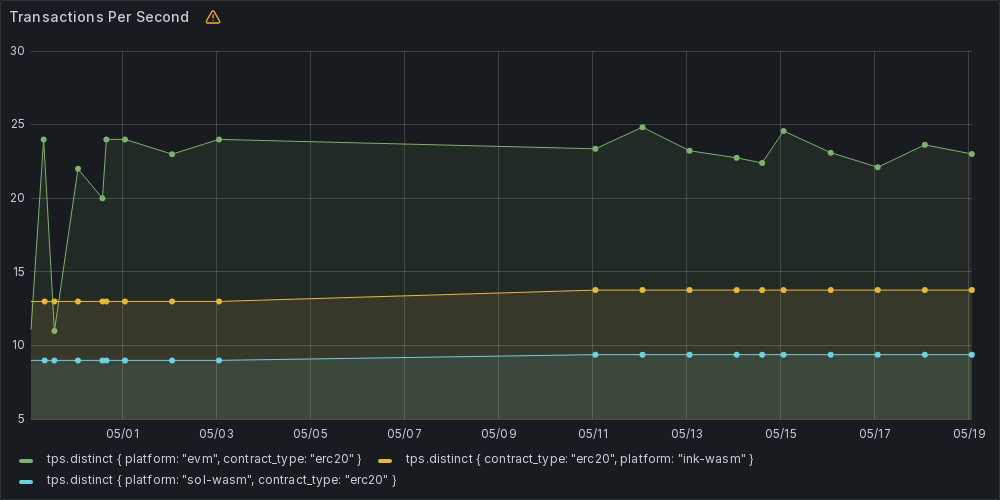 Transactions Per Second
30
25
20
15
10
5
05/01 05/03 05/05 05/07 05/09 05/11 05/13 05/15 05/17 05/19
tps.distinct { platform: "evm", contract_type: "erc20" } tps.distinct { contract_type: "erc20", platform: "ink-wasm" }
tps.distinct { platform: "sol-wasm", contract_type: "erc20" }